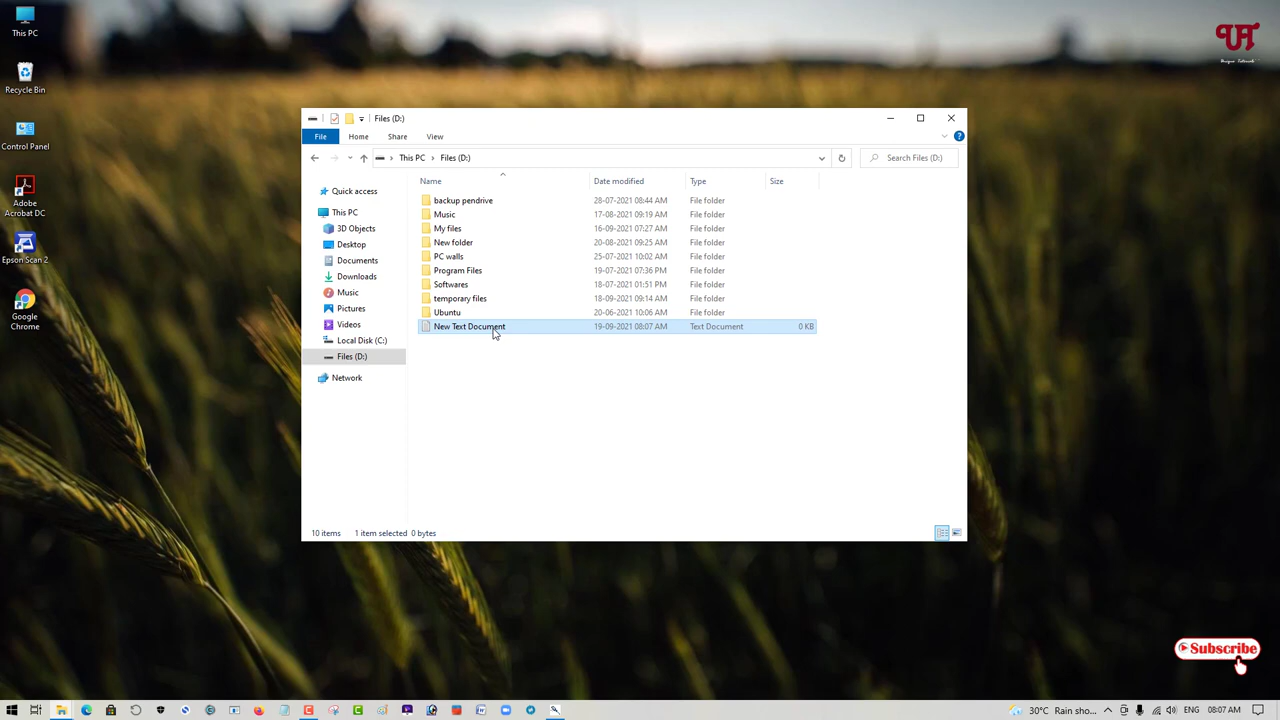 This PC
Recycle Bin
Control Panel
Adobe
Acrobat DC
Epson Scan 2
Google
Chrome
UT
Unique Tutorials
Files (D:)
File Home Share View
This PC > Files (D:)
Search Files (D:)
Quick access
This PC
3D Objects
Desktop
Documents
Downloads
Music
Pictures
Videos
Local Disk (C:)
Files (D:)
Network
Name Date modified Type Size
backup pendrive 28-07-2021 08:44 AM File folder
Music 17-08-2021 09:19 AM File folder
My files 16-09-2021 07:27 AM File folder
New folder 20-08-2021 09:25 AM File folder
PC walls 25-07-2021 10:02 AM File folder
Program Files 19-07-2021 07:36 PM File folder
Softwares 18-07-2021 01:51 PM File folder
temporary files 18-09-2021 09:14 AM File folder
Ubuntu 20-06-2021 10:06 AM File folder
New Text Document 19-09-2021 08:07 AM Text Document 0 KB
10 items 1 item selected 0 bytes
Subscribe
30°C Rain sho... 08:07 AM